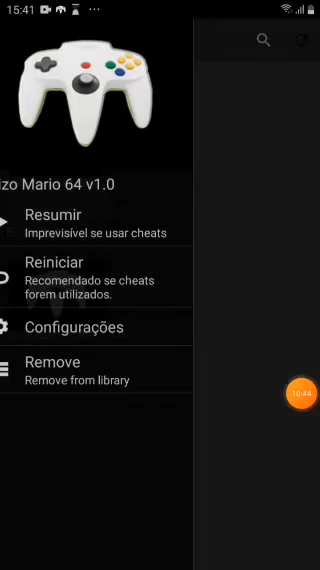 15:41
izo Mario 64 v1.0
Resumir
Imprevisível se usar cheats
Reiniciar
Recomendado se cheats
forem utilizados.
Configurações
Remove
Remove from library
10:44